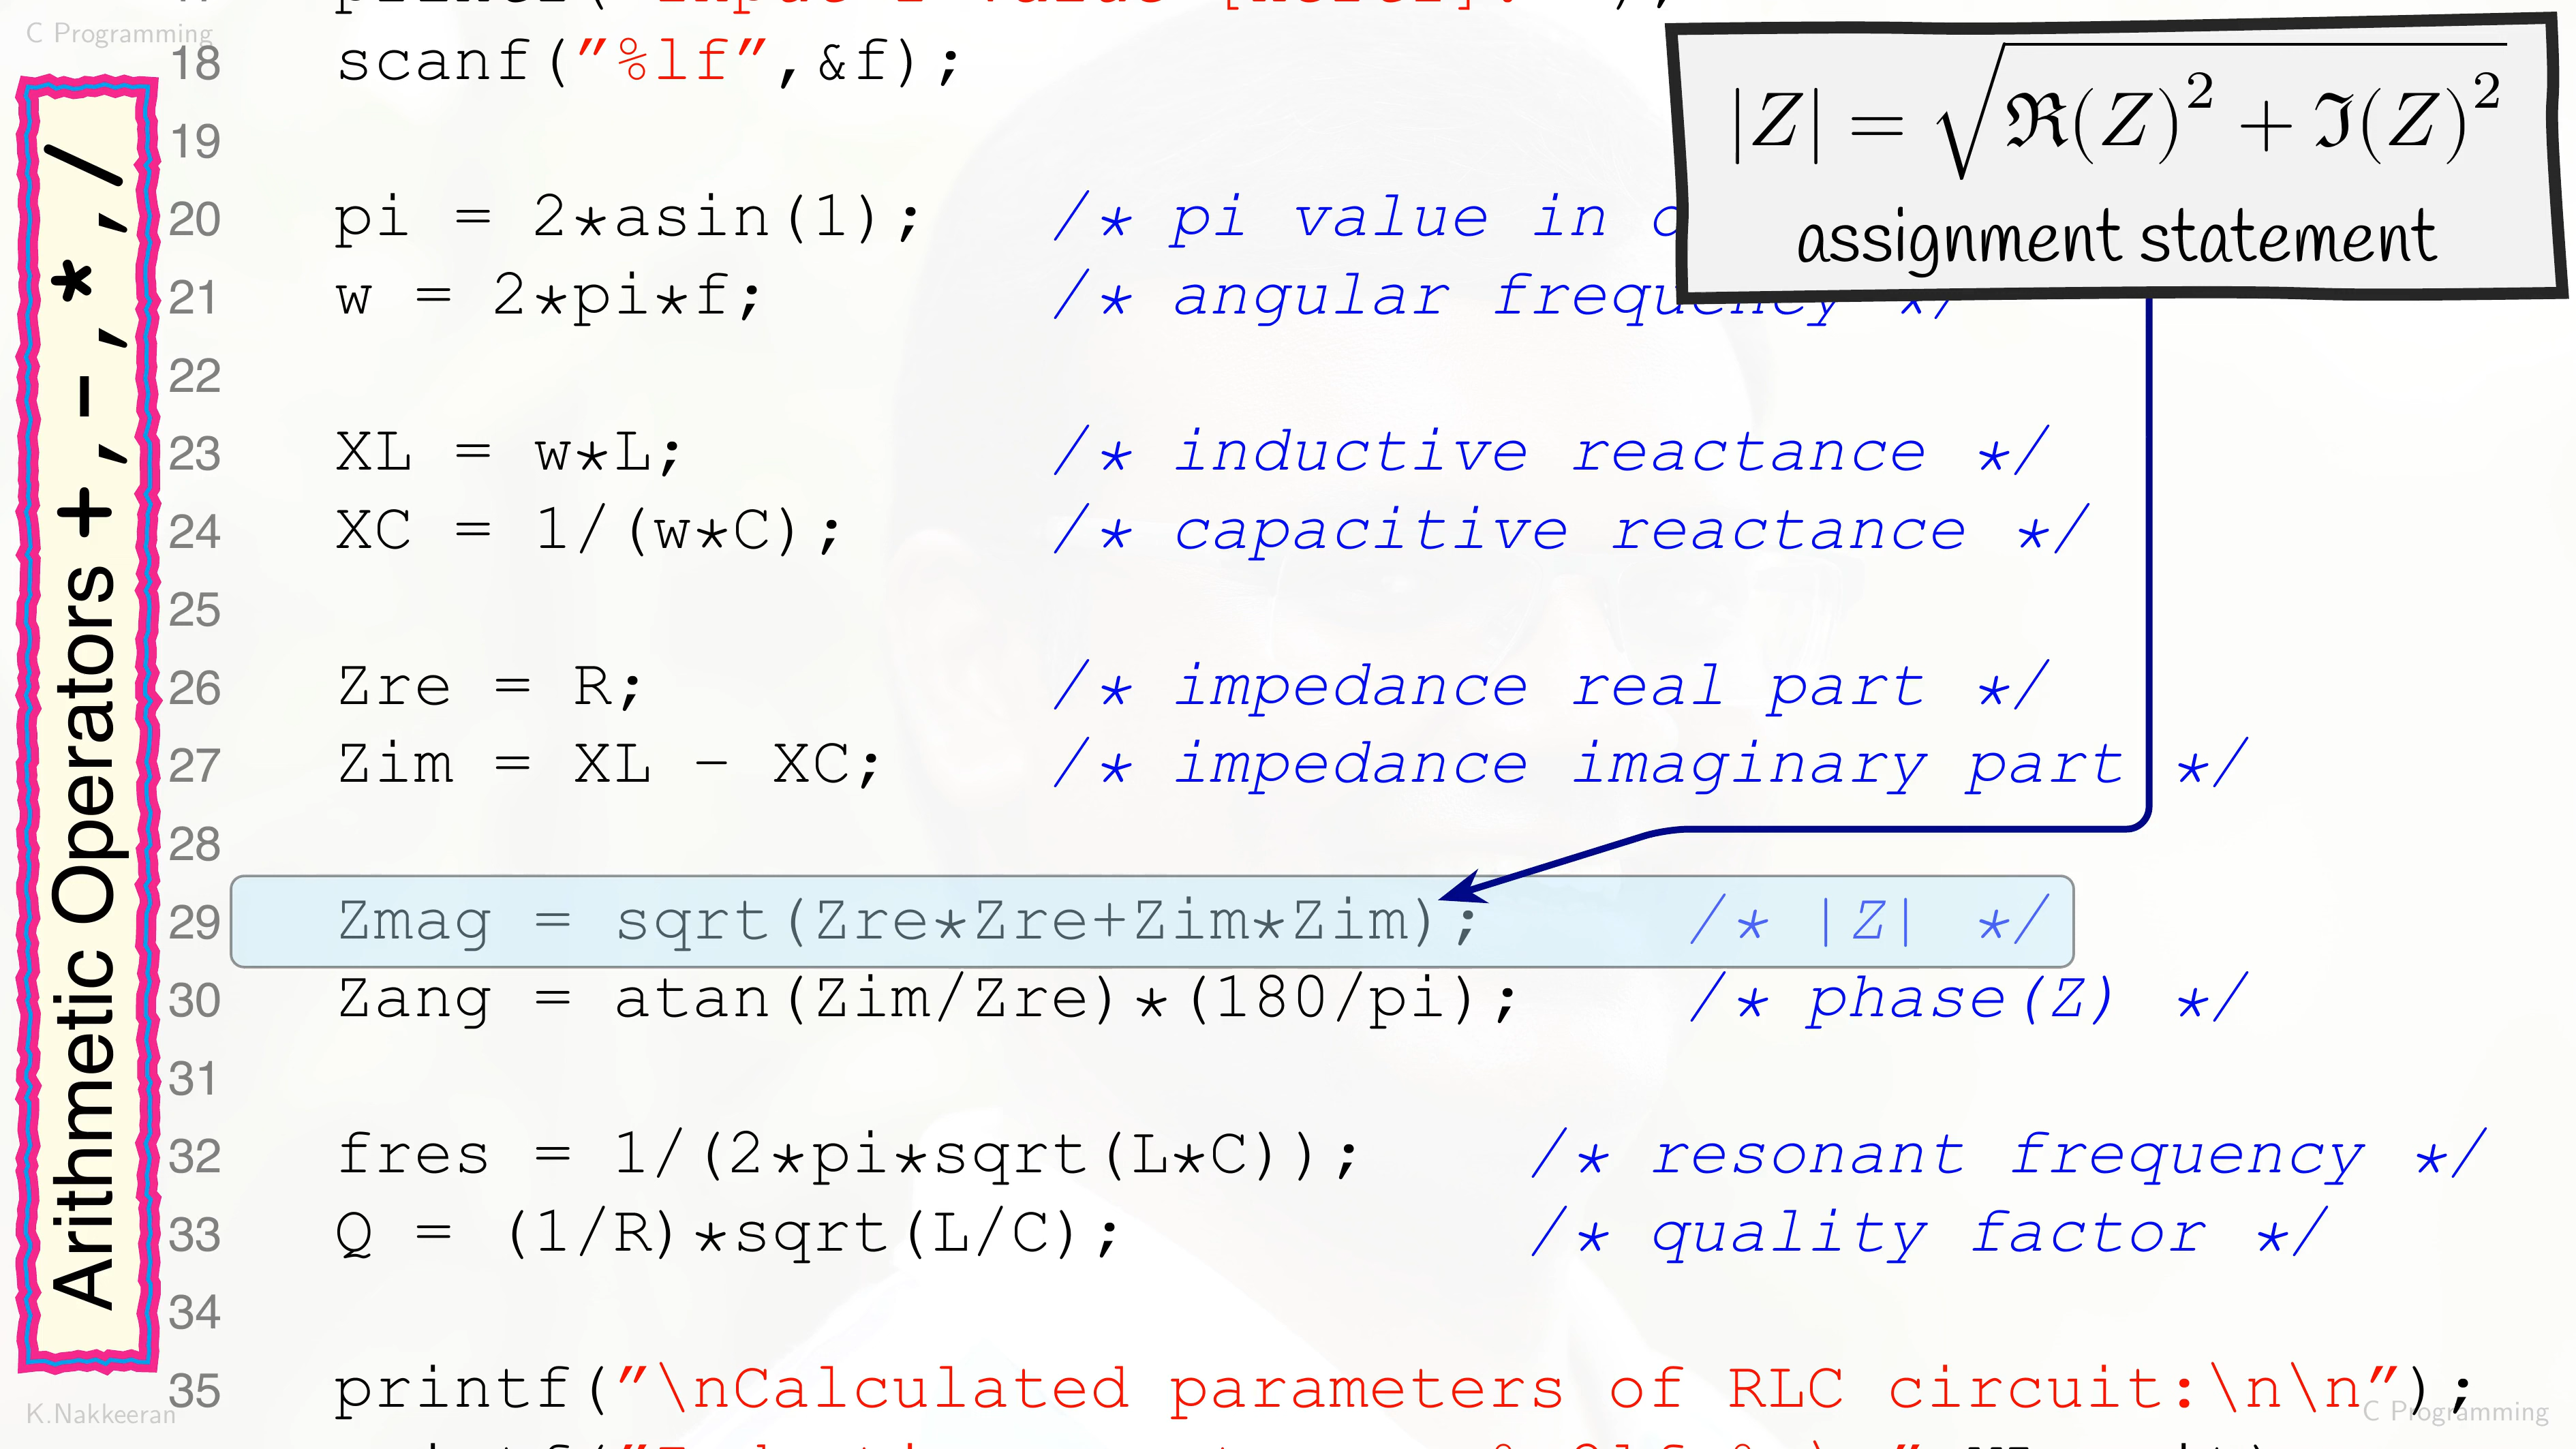 C Programming
Arithmetic Operators +,-,*,/
18 scanf("%lf",&f);
19
20 pi = 2*asin(1); /* pi value in
21 w = 2*pi*f; /* angular frequency */
22
23 XL = w*L; /* inductive reactance */
24 XC = 1/(w*C); /* capacitive reactance */
25
26 Zre = R; /* impedance real part */
27 Zim = XL - XC; /* impedance imaginary part */
28
29 Zmag = sqrt(Zre*Zre+Zim*Zim); /* |Z| */
30 Zang = atan(Zim/Zre)*(180/pi); /* phase(Z) */
31
32 fres = 1/(2*pi*sqrt(L*C)); /* resonant frequency */
33 Q = (1/R)*sqrt(L/C); /* quality factor */
34
35 printf("\nCalculated parameters of RLC circuit:\n\n");
|Z| = √(ℜ(Z)² + ℑ(Z)²)
assignment statement
K.Nakkeeran
C Programming